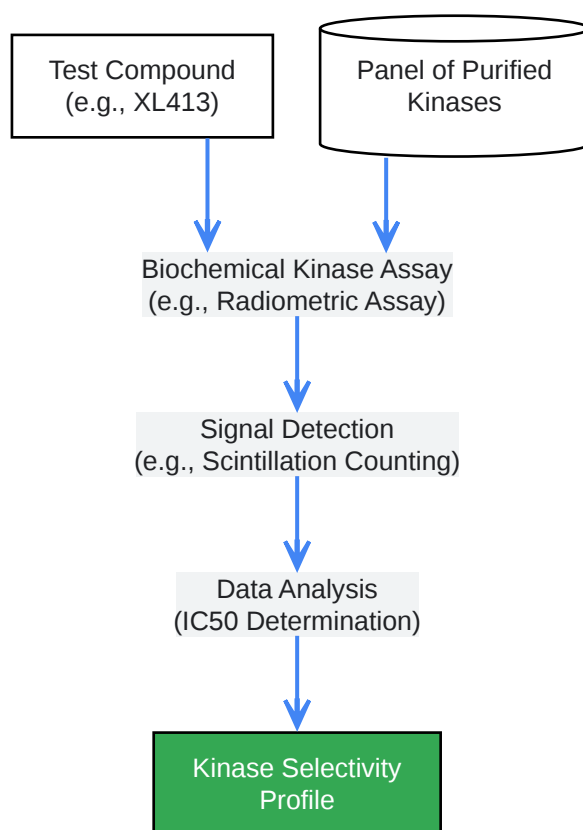 Test Compound
(e.g., XL413)
Panel of Purified
Kinases
Biochemical Kinase Assay
(e.g., Radiometric Assay)
Signal Detection
(e.g., Scintillation Counting)
Data Analysis
(IC50 Determination)
Kinase Selectivity
Profile